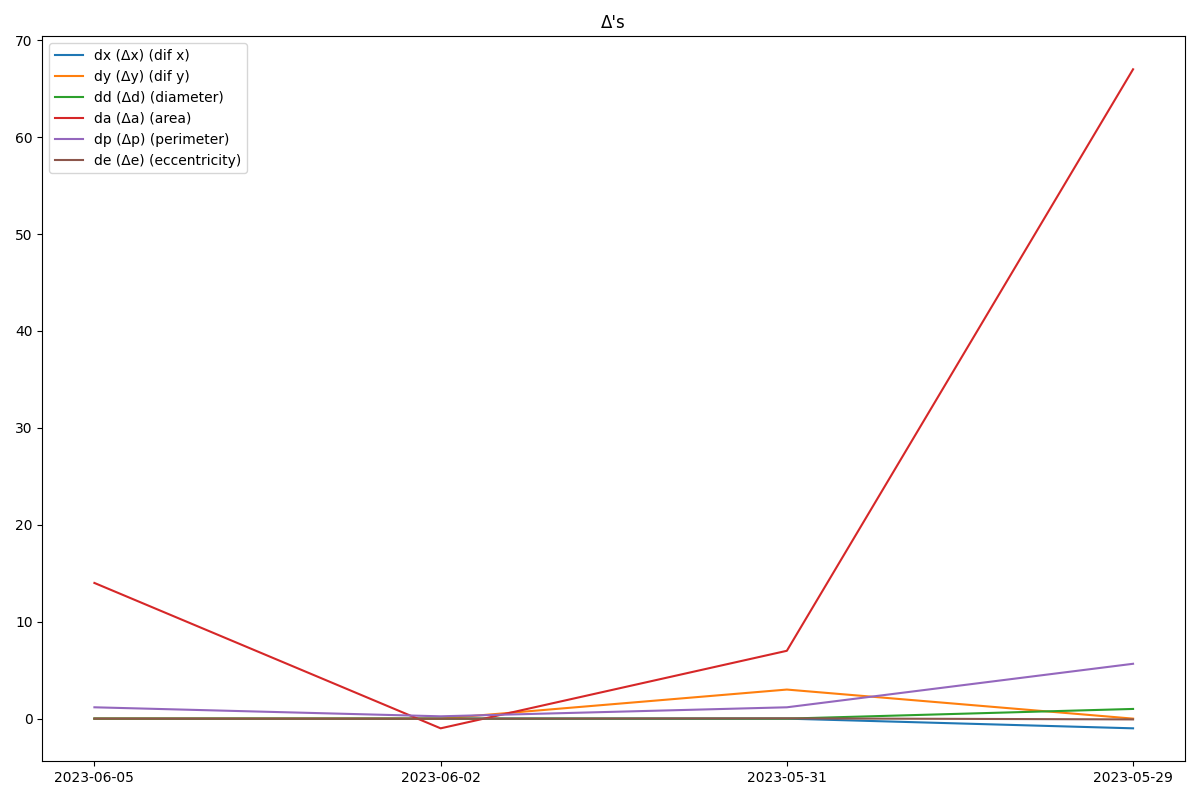 Δ's
70
60
50
40
30
20
10
0
dx (Δx) (dif x)
dy (Δy) (dif y)
dd (Δd) (diameter)
da (Δa) (area)
dp (Δp) (perimeter)
de (Δe) (eccentricity)
2023-06-05
2023-06-02
2023-05-31
2023-05-29